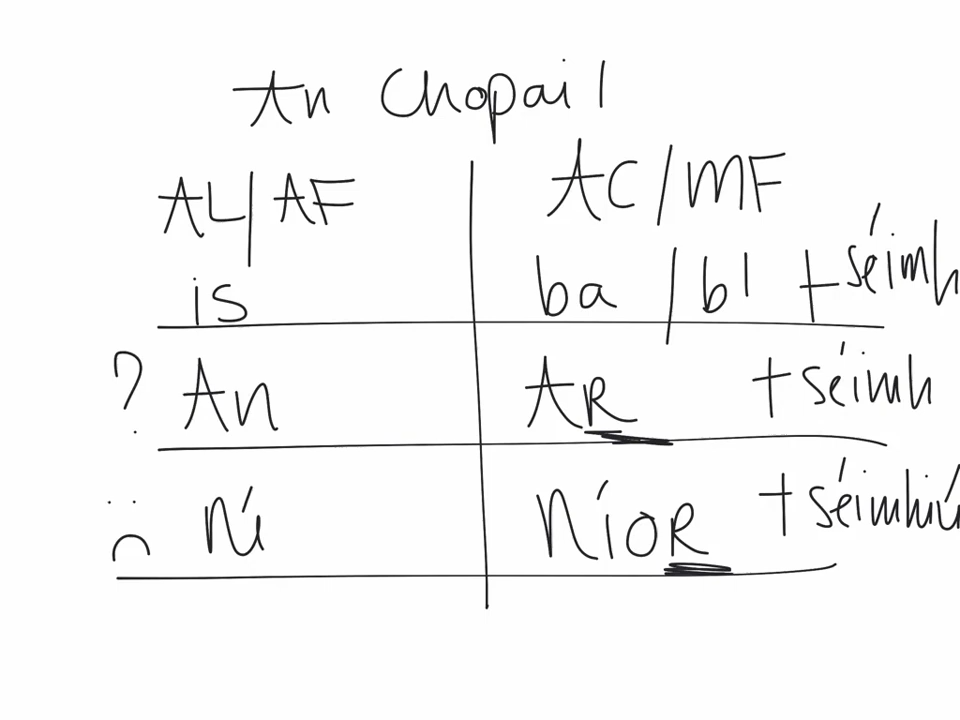 An Chopail
AL/AF AC/MF
is ba / b' + séimh
? An AR + séimh
Ní NíOR + séimhiú